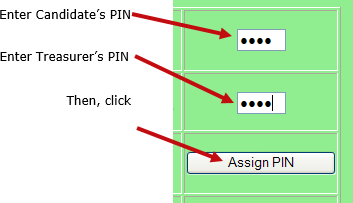 Enter Candidate's PIN
••••
Enter Treasurer's PIN
••••
Then, click
Assign PIN